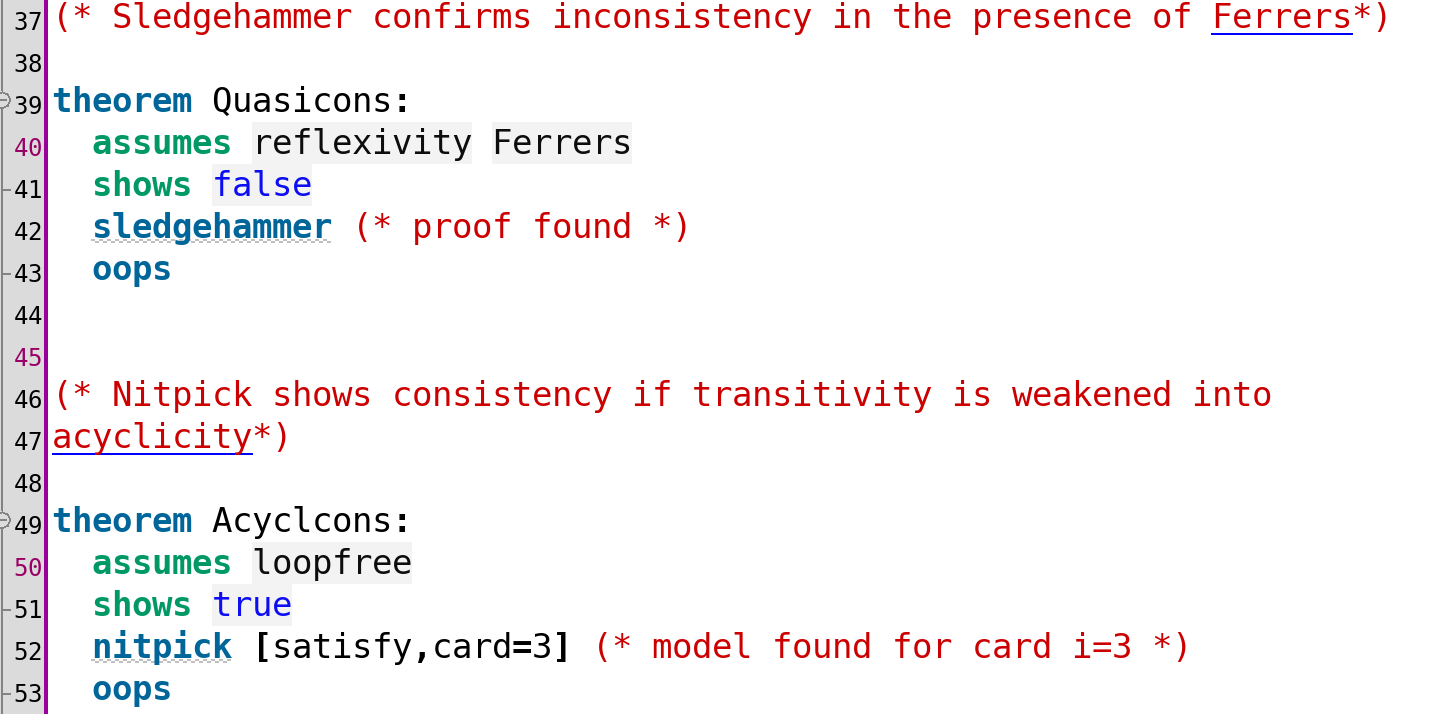 37 (* Sledgehammer confirms inconsistency in the presence of Ferrers*)
38
39 theorem Quasicons:
40   assumes reflexivity Ferrers
41   shows false
42   sledgehammer (* proof found *)
43   oops
44
45
46 (* Nitpick shows consistency if transitivity is weakened into
47 acyclicity*)
48
49 theorem Acyclcons:
50   assumes loopfree
51   shows true
52   nitpick [satisfy,card=3] (* model found for card i=3 *)
53   oops